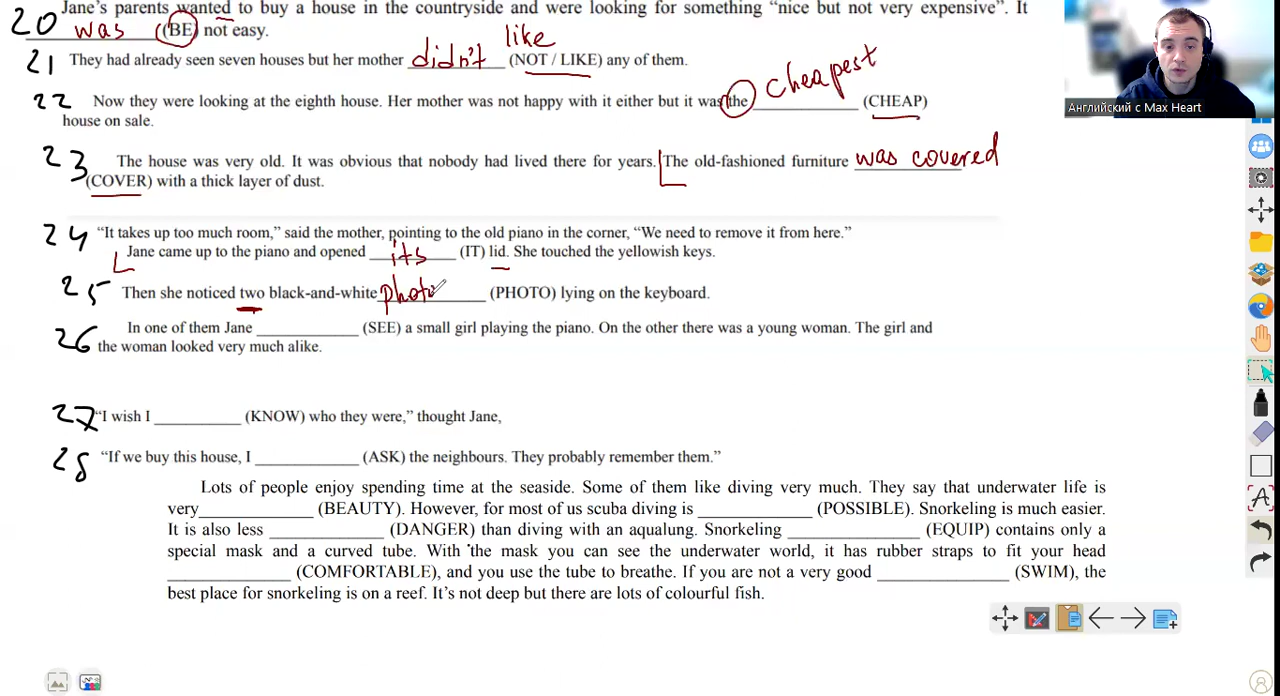 Jane's parents wanted to buy a house in the countryside and were looking for something “nice but not very expensive”. It
20 was (BE) not easy.
like
21 They had already seen seven houses but her mother didn't (NOT / LIKE) any of them.
cheapest
22 Now they were looking at the eighth house. Her mother was not happy with it either but it was the __________ (CHEAP)
house on sale.
23 The house was very old. It was obvious that nobody had lived there for years. The old-fashioned furniture was covered
(COVER) with a thick layer of dust.
24 “It takes up too much room,” said the mother, pointing to the old piano in the corner, “We need to remove it from here.”
Jane came up to the piano and opened its (IT) lid. She touched the yellowish keys.
25 Then she noticed two black-and-white photo (PHOTO) lying on the keyboard.
26 In one of them Jane __________ (SEE) a small girl playing the piano. On the other there was a young woman. The girl and
the woman looked very much alike.
27 “I wish I __________ (KNOW) who they were,” thought Jane,
28 “If we buy this house, I __________ (ASK) the neighbours. They probably remember them.”
Lots of people enjoy spending time at the seaside. Some of them like diving very much. They say that underwater life is
very__________ (BEAUTY). However, for most of us scuba diving is __________ (POSSIBLE). Snorkeling is much easier.
It is also less __________ (DANGER) than diving with an aqualung. Snorkeling __________ (EQUIP) contains only a
special mask and a curved tube. With the mask you can see the underwater world, it has rubber straps to fit your head
__________ (COMFORTABLE), and you use the tube to breathe. If you are not a very good __________ (SWIM), the
best place for snorkeling is on a reef. It's not deep but there are lots of colourful fish.
Английский с Max Heart